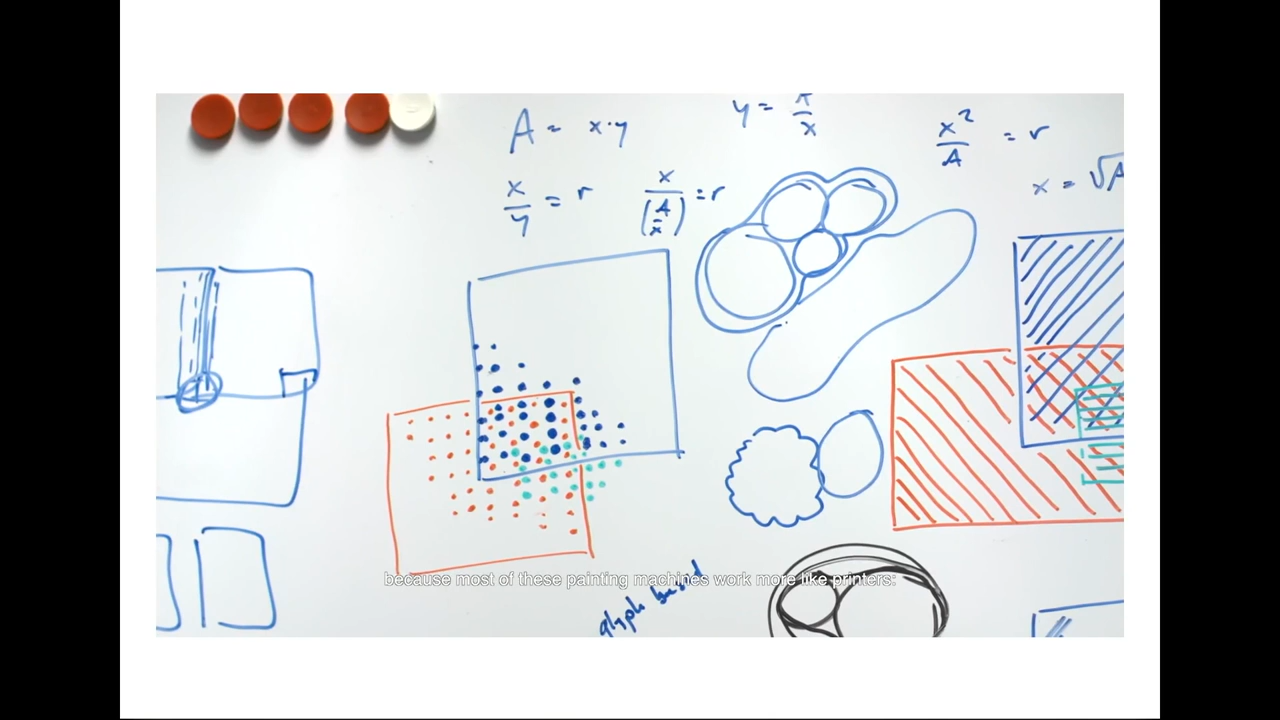 A = x·y
x/y = r
x/(A/x) = r
y = A/x
x²/A = r
x = √A
because most of these painting machines work more like printers:
glyph based